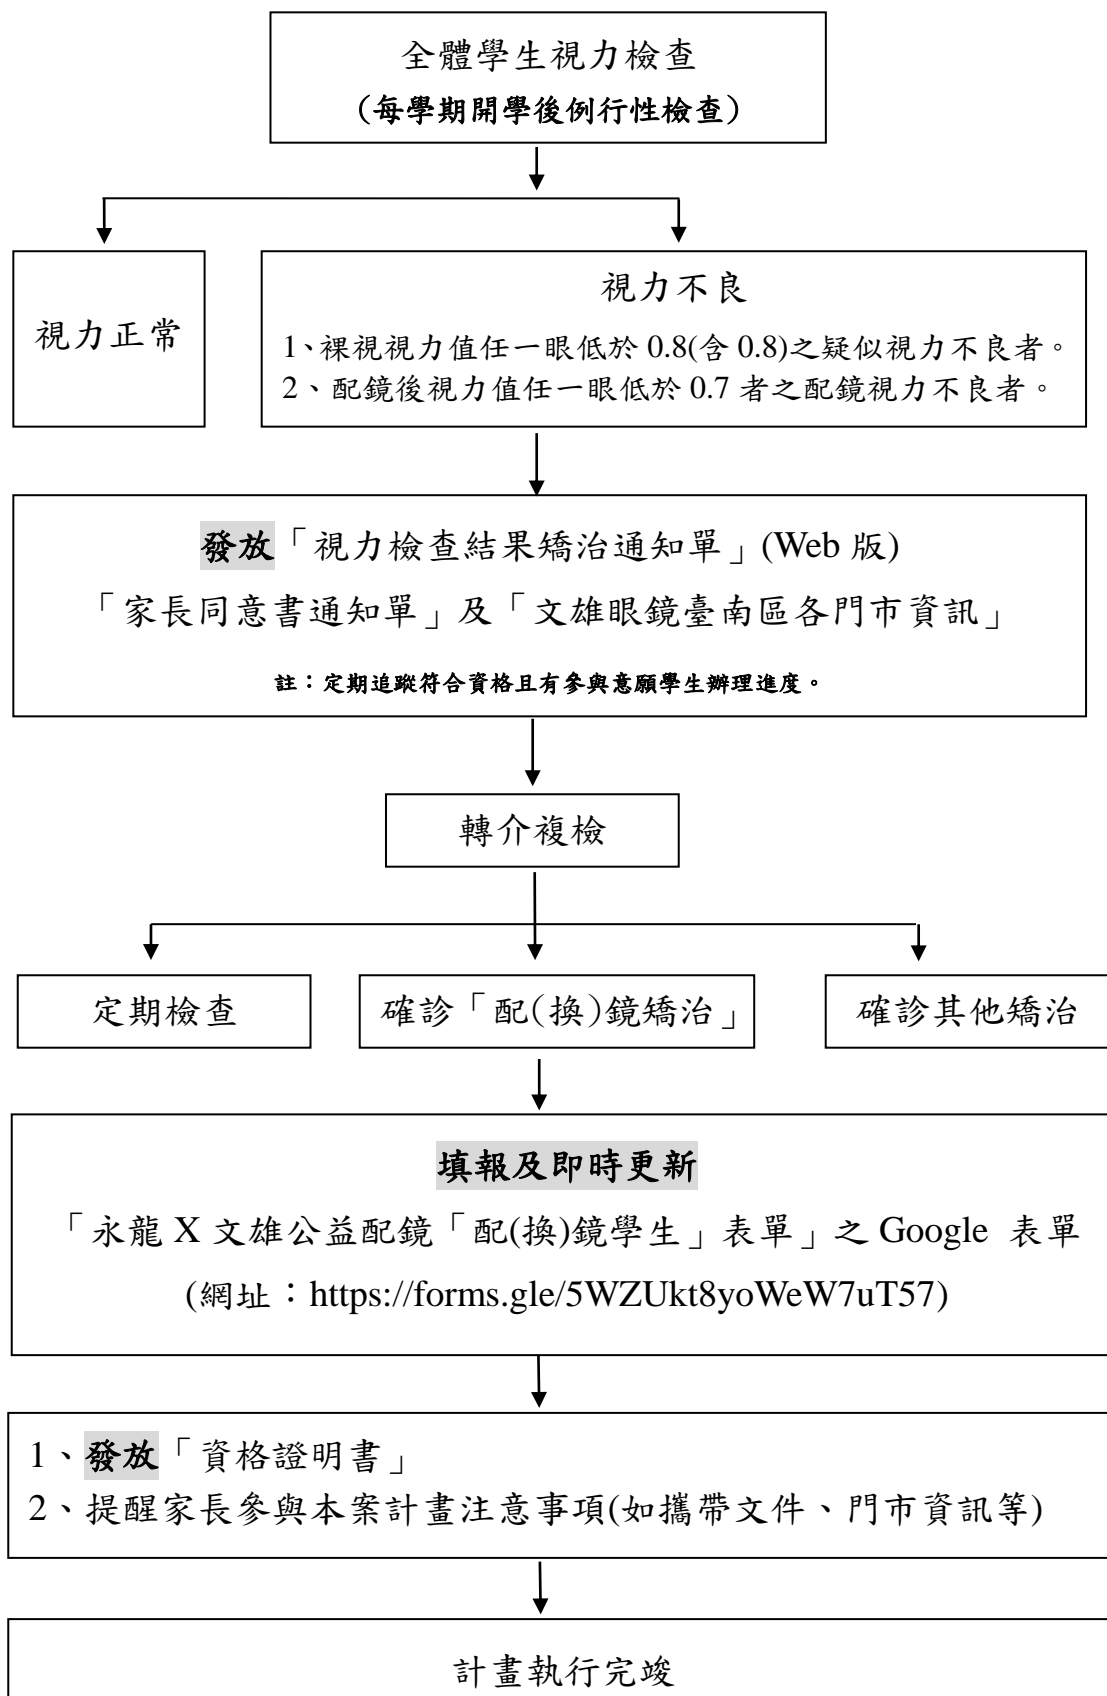 全體學生視力檢查
(每學期開學後例行性檢查)
視力正常
視力不良
1、裸視視力值任一眼低於 0.8(含 0.8)之疑似視力不良者。
2、配鏡後視力值任一眼低於 0.7 者之配鏡視力不良者。
發放「視力檢查結果矯治通知單」(Web 版)
「家長同意書通知單」及「文雄眼鏡臺南區各門市資訊」
註：定期追蹤符合資格且有參與意願學生辦理進度。
轉介複檢
定期檢查
確診「配(換)鏡矯治」
確診其他矯治
填報及即時更新
「永龍 X 文雄公益配鏡「配(換)鏡學生」表單」之 Google 表單
(網址：https://forms.gle/5WZUkt8yoWeW7uT57)
1、發放「資格證明書」
2、提醒家長參與本案計畫注意事項(如攜帶文件、門市資訊等)
計畫執行完竣